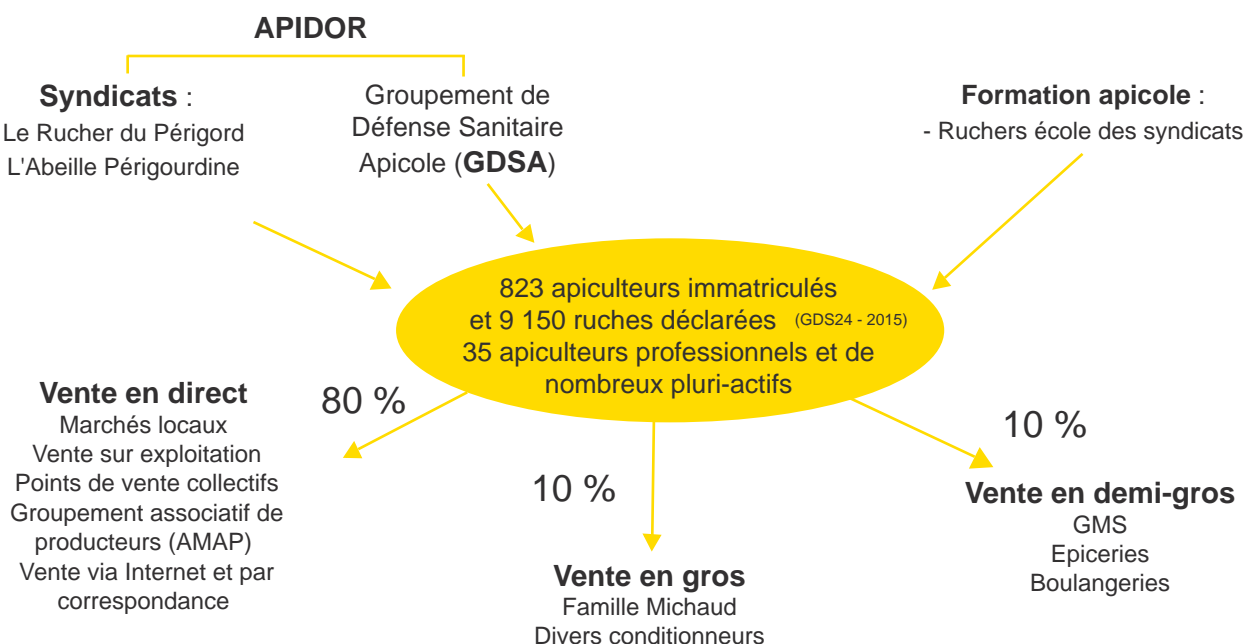 APIDOR
Syndicats :
Le Rucher du Périgord
L'Abeille Périgourdine
Groupement de
Défense Sanitaire
Apicole (GDSA)
Formation apicole :
- Ruchers école des syndicats
823 apiculteurs immatriculés
et 9 150 ruches déclarées (GDS24 - 2015)
35 apiculteurs professionnels et de
nombreux pluri-actifs
80 %
Vente en direct
Marchés locaux
Vente sur exploitation
Points de vente collectifs
Groupement associatif de
producteurs (AMAP)
Vente via Internet et par
correspondance
10 %
Vente en gros
Famille Michaud
Divers conditionneurs
10 %
Vente en demi-gros
GMS
Epiceries
Boulangeries